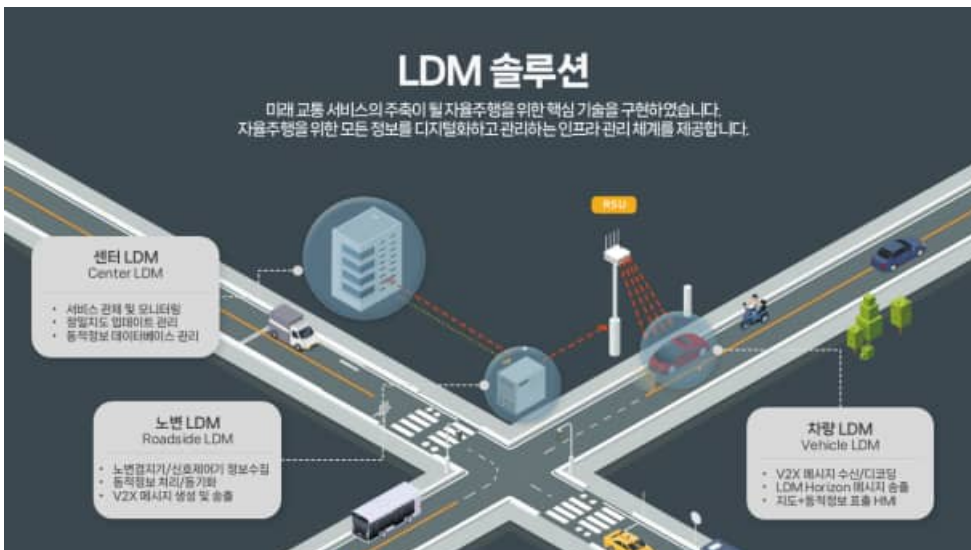 LDM 솔루션
미래 교통 서비스의 주축이 될 자율주행을 위한 핵심 기술을 구현하였습니다.
자율주행을 위한 모든 정보를 디지털화하고 관리하는 인프라 관리 체계를 제공합니다.
RSU
센터 LDM
Center LDM
• 서비스 관제 및 모니터링
• 정밀지도 업데이트 관리
• 동적정보 데이터베이스 관리
노변 LDM
Roadside LDM
• 노변검지기/신호제어기 정보수집
• 동적정보 처리/동기화
• V2X 메시지 생성 및 송출
차량 LDM
Vehicle LDM
• V2X 메시지 수신/디코딩
• LDM Horizon 메시지 송출
• 지도+동적정보 표출 HMI